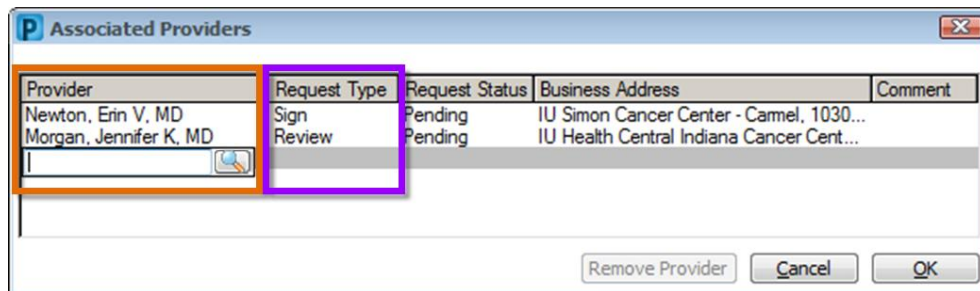 P Associated Providers
Provider Request Type Request Status Business Address Comment
Newton, Erin V, MD Sign Pending IU Simon Cancer Center - Carmel, 1030...
Morgan, Jennifer K, MD Review Pending IU Health Central Indiana Cancer Cent...
Remove Provider Cancel OK